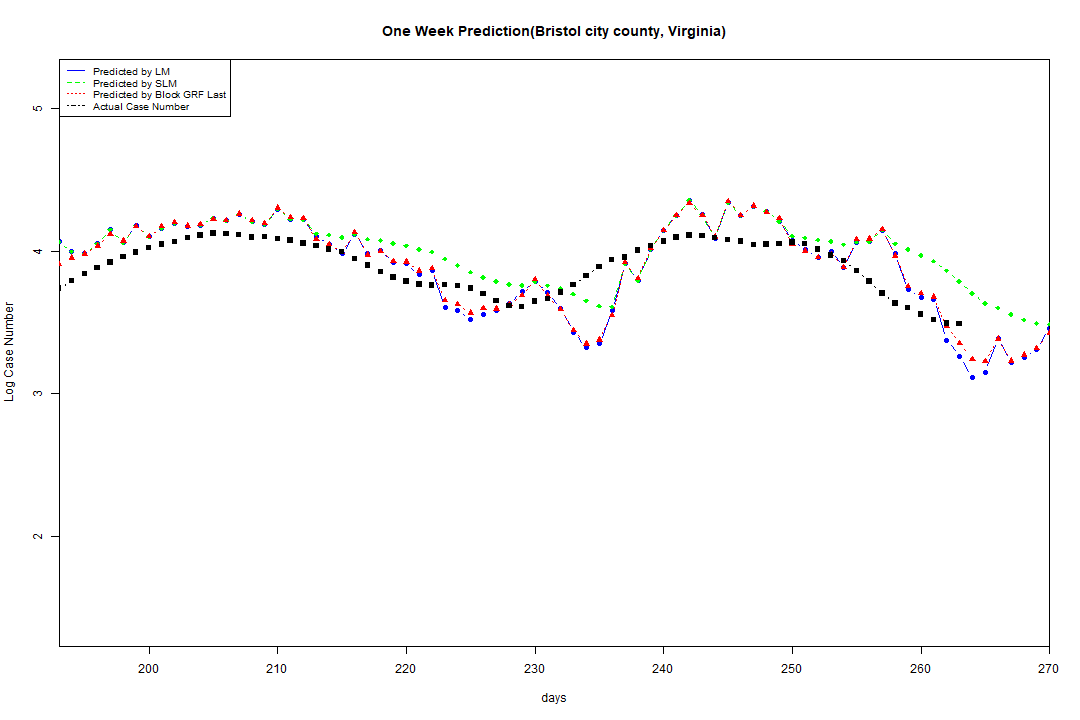 One Week Prediction(Bristol city county, Virginia)
Predicted by LM
Predicted by SLM
Predicted by Block GRF Last
Actual Case Number
5
4
3
2
Log Case Number
200 210 220 230 240 250 260 270
days